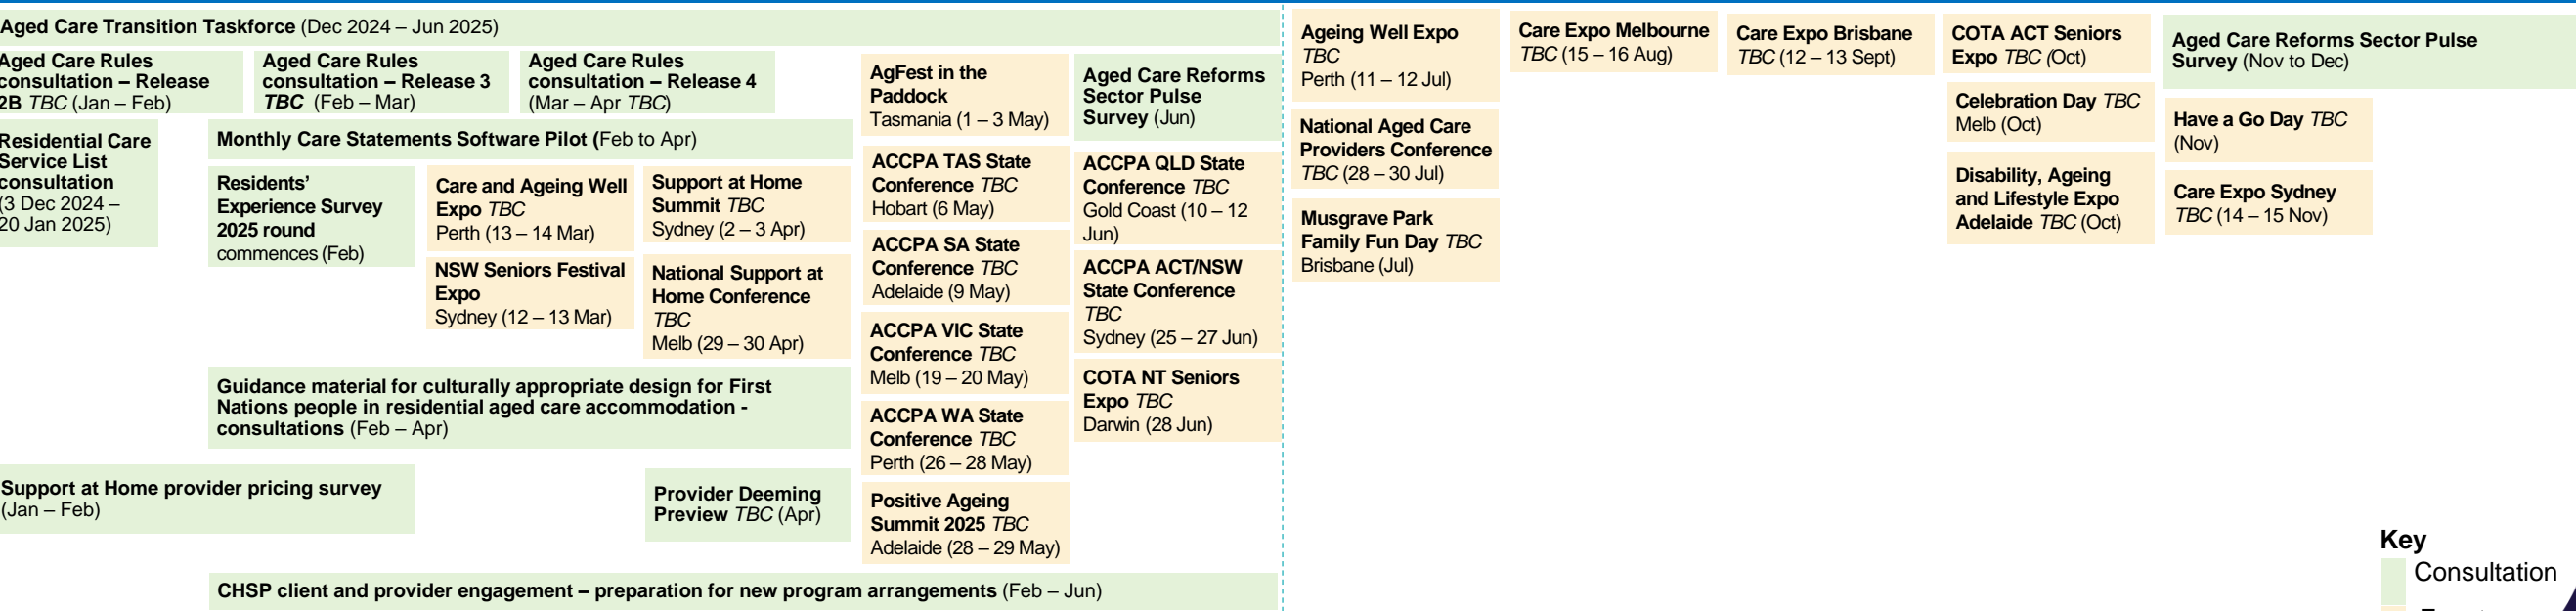 Aged Care Transition Taskforce (Dec 2024 – Jun 2025)
Aged Care Rules
consultation – Release
2B TBC (Jan – Feb)
Aged Care Rules
consultation – Release 3
TBC (Feb – Mar)
Aged Care Rules
consultation – Release 4
(Mar – Apr TBC)
Residential Care
Service List
consultation
(3 Dec 2024 –
20 Jan 2025)
Monthly Care Statements Software Pilot (Feb to Apr)
Residents’
Experience Survey
2025 round
commences (Feb)
Care and Ageing Well
Expo TBC
Perth (13 – 14 Mar)
NSW Seniors Festival
Expo
Sydney (12 – 13 Mar)
Support at Home
Summit TBC
Sydney (2 – 3 Apr)
National Support at
Home Conference
TBC
Melb (29 – 30 Apr)
Guidance material for culturally appropriate design for First
Nations people in residential aged care accommodation -
consultations (Feb – Apr)
Support at Home provider pricing survey
(Jan – Feb)
Provider Deeming
Preview TBC (Apr)
CHSP client and provider engagement – preparation for new program arrangements (Feb – Jun)
AgFest in the
Paddock
Tasmania (1 – 3 May)
ACCPA TAS State
Conference TBC
Hobart (6 May)
ACCPA SA State
Conference TBC
Adelaide (9 May)
ACCPA VIC State
Conference TBC
Melb (19 – 20 May)
ACCPA WA State
Conference TBC
Perth (26 – 28 May)
Positive Ageing
Summit 2025 TBC
Adelaide (28 – 29 May)
Aged Care Reforms
Sector Pulse
Survey (Jun)
ACCPA QLD State
Conference TBC
Gold Coast (10 – 12
Jun)
ACCPA ACT/NSW
State Conference
TBC
Sydney (25 – 27 Jun)
COTA NT Seniors
Expo TBC
Darwin (28 Jun)
Ageing Well Expo
TBC
Perth (11 – 12 Jul)
National Aged Care
Providers Conference
TBC (28 – 30 Jul)
Musgrave Park
Family Fun Day TBC
Brisbane (Jul)
Care Expo Melbourne
TBC (15 – 16 Aug)
Care Expo Brisbane
TBC (12 – 13 Sept)
COTA ACT Seniors
Expo TBC (Oct)
Celebration Day TBC
Melb (Oct)
Disability, Ageing
and Lifestyle Expo
Adelaide TBC (Oct)
Aged Care Reforms Sector Pulse
Survey (Nov to Dec)
Have a Go Day TBC
(Nov)
Care Expo Sydney
TBC (14 – 15 Nov)
Key
Consultation